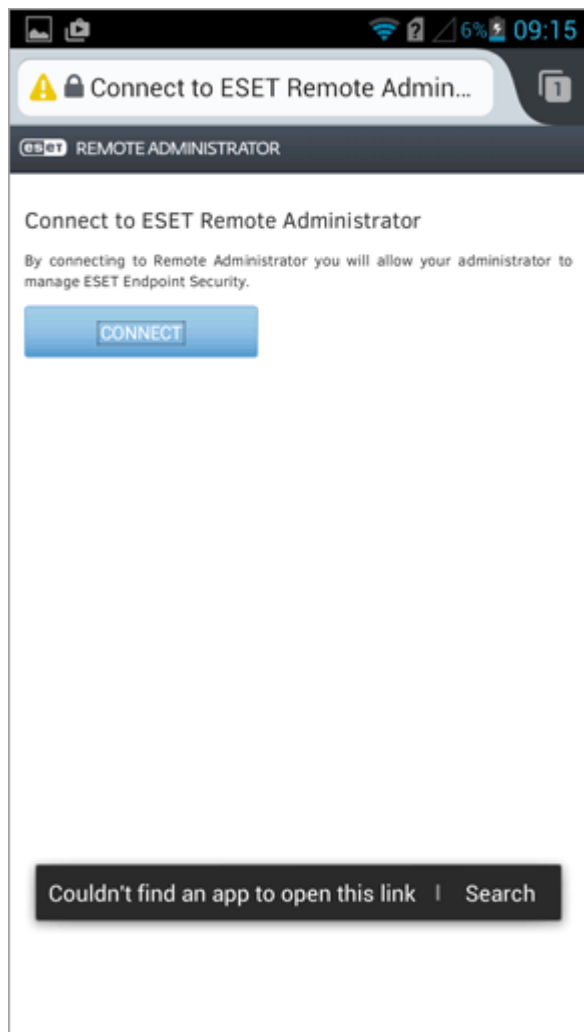 6% 09:15
Connect to ESET Remote Admin...
1
eset REMOTE ADMINISTRATOR
Connect to ESET Remote Administrator
By connecting to Remote Administrator you will allow your administrator to
manage ESET Endpoint Security.
CONNECT
Couldn't find an app to open this link | Search